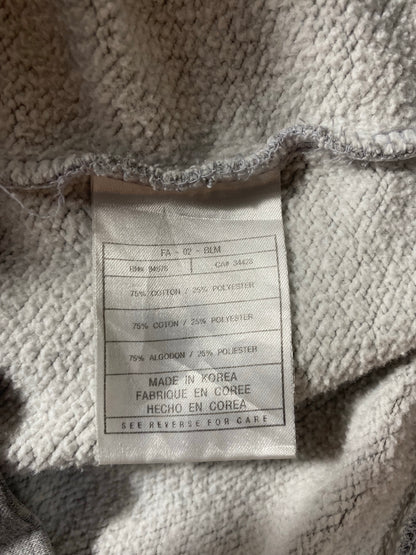 FA - 02 - BLM
RN# 94676 CA# 34428
75% COTTON / 25% POLYESTER
75% COTON / 25% POLYESTER
75% ALGODON / 25% POLIESTER
MADE IN KOREA
FABRIQUE EN COREE
HECHO EN COREA
SEE REVERSE FOR CARE